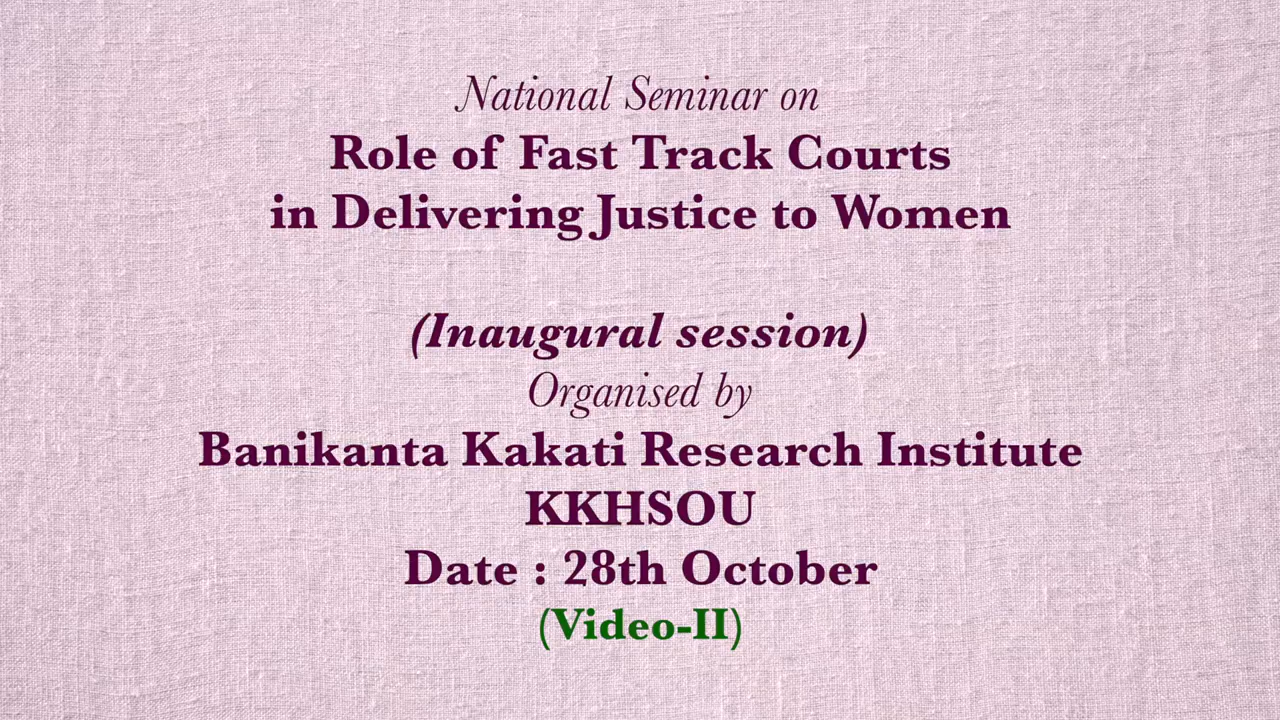 National Seminar on
Role of Fast Track Courts
in Delivering Justice to Women
(Inaugural session)
Organised by
Banikanta Kakati Research Institute
KKHSOU
Date : 28th October
(Video-II)